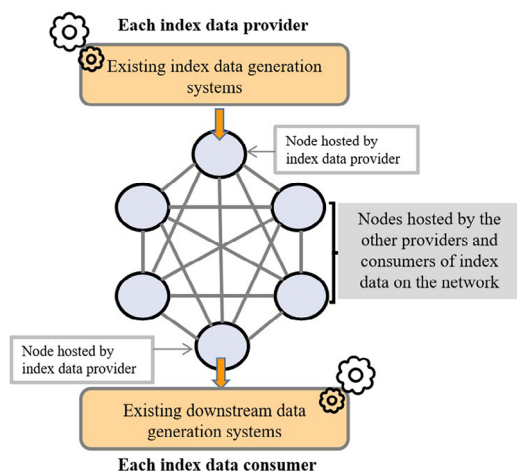 Each index data provider
Existing index data generation
systems
Node hosted by
index data provider
Nodes hosted by the
other providers and
consumers of index
data on the network
Node hosted by
index data provider
Existing downstream data
generation systems
Each index data consumer